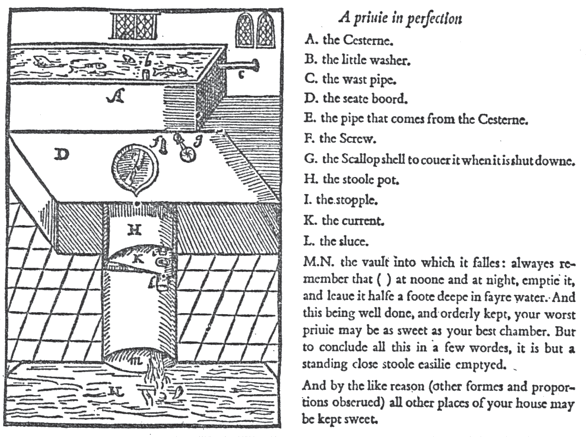 b
c
A
D
f
g
H
K
l
m
N
A priuie in perfection
A. the Cesterne.
B. the little washer.
C. the wast pipe.
D. the seate boord.
E. the pipe that comes from the Cesterne.
F. the Screw.
G. the Scallop shell to couer it when it is shut downe.
H. the stoole pot.
I. the stopple.
K. the current.
L. the sluce.
M.N. the vault into which it falles: alwayes re-
member that ( ) at noone and at night, emptie it,
and leaue it halfe a foote deepe in fayre water. And
this being well done, and orderly kept, your worst
priuie may be as sweet as your best chamber. But
to conclude all this in a few wordes, it is but a
standing close stoole easilie emptyed.
And by the like reason (other formes and propor-
tions obserued) all other places of your house may
be kept sweet.